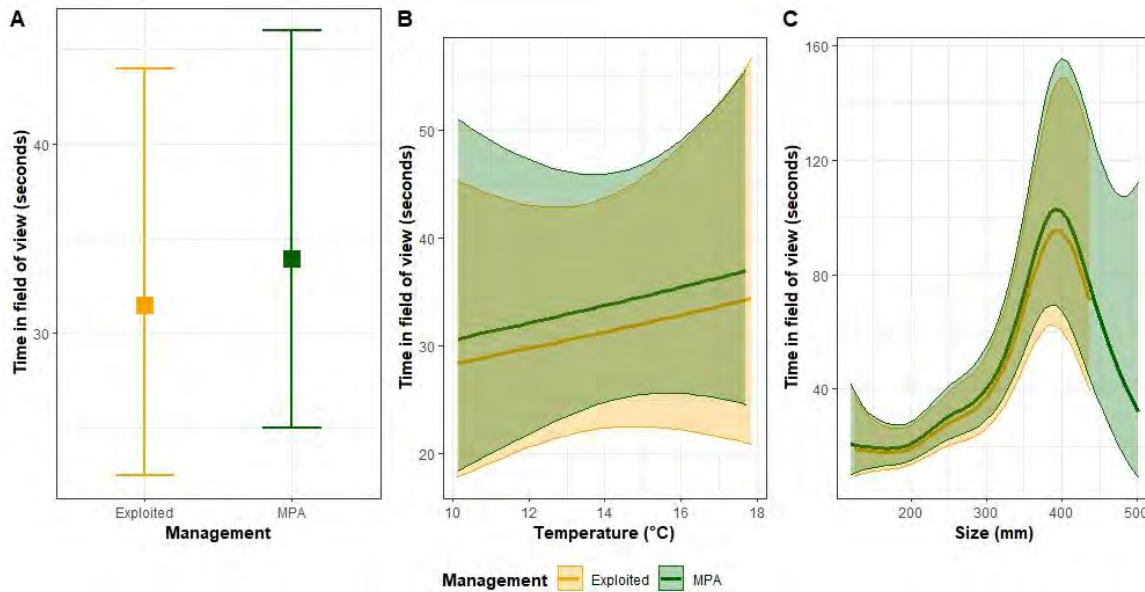 A
Time in field of view (seconds)
40
30
Exploited
MPA
Management
B
Time in field of view (seconds)
50
40
30
20
10
12
14
16
18
Temperature (°C)
C
Time in field of view (seconds)
160
120
80
40
200
300
400
500
Size (mm)
Management Exploited MPA